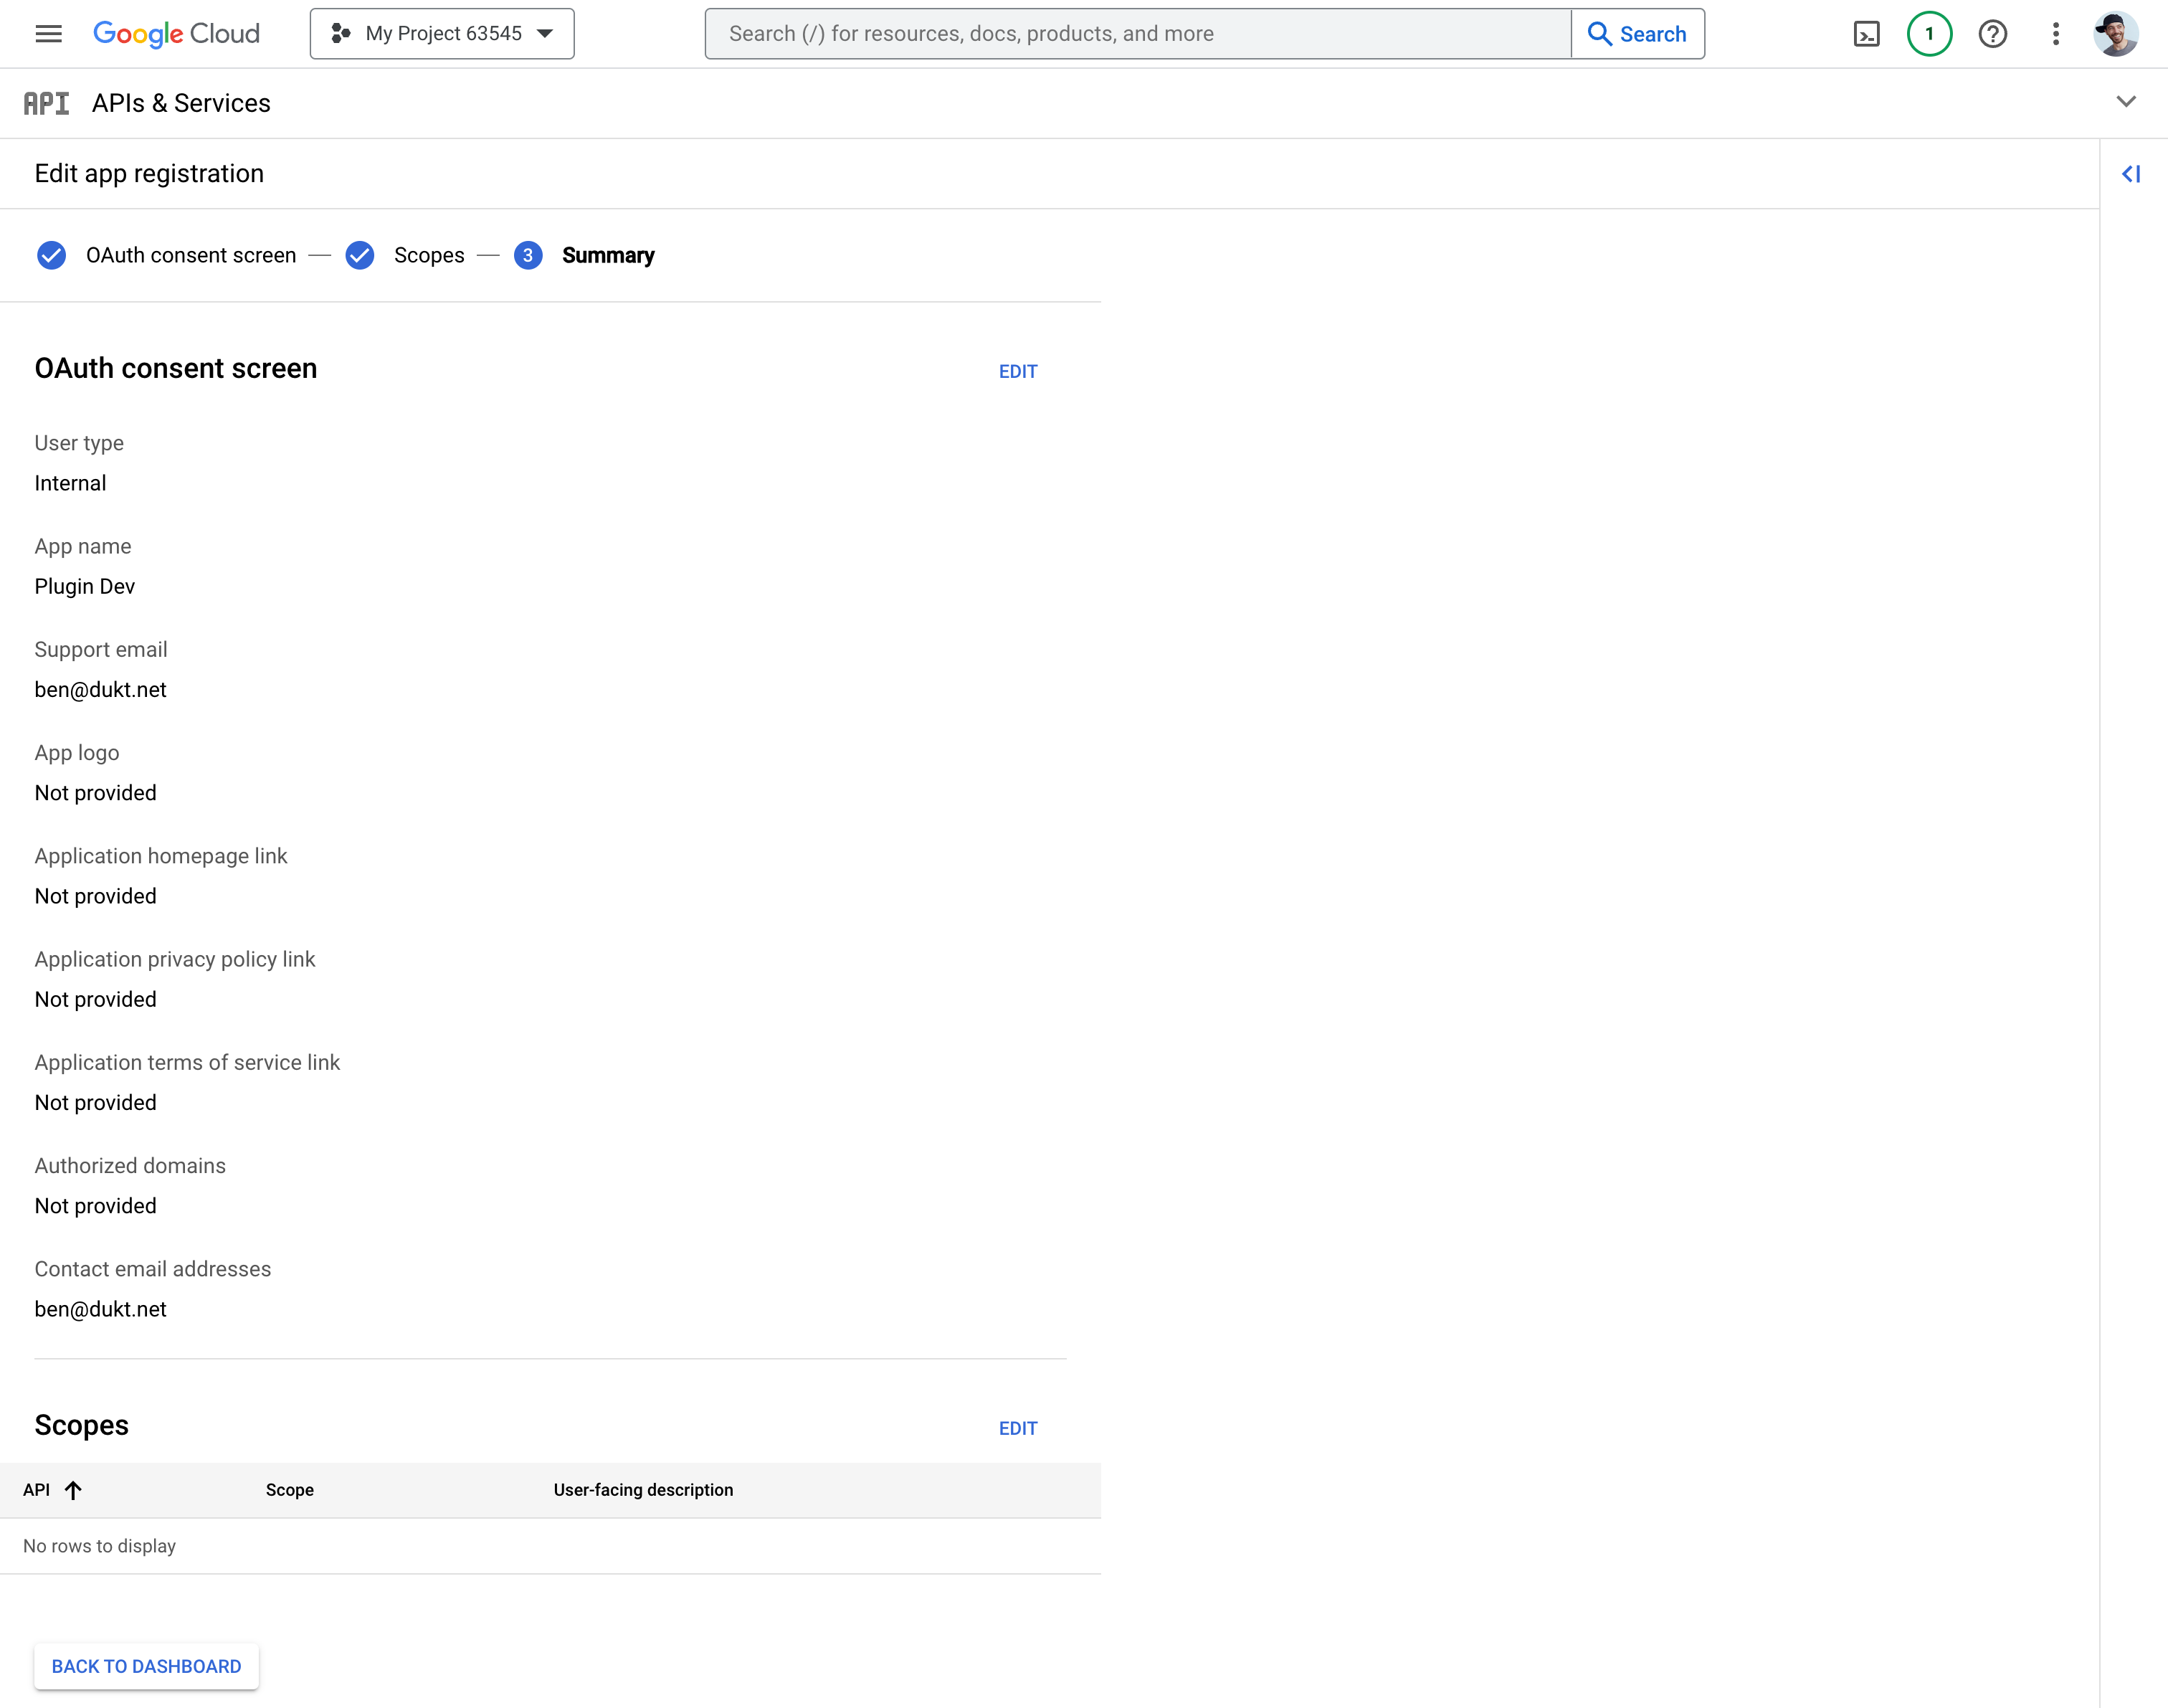 Google Cloud
My Project 63545
Search (/) for resources, docs, products, and more
Search
1
API APIs & Services
Edit app registration
OAuth consent screen — Scopes — 3 Summary
OAuth consent screen
EDIT
User type
Internal
App name
Plugin Dev
Support email
ben@dukt.net
App logo
Not provided
Application homepage link
Not provided
Application privacy policy link
Not provided
Application terms of service link
Not provided
Authorized domains
Not provided
Contact email addresses
ben@dukt.net
Scopes
EDIT
API Scope User-facing description
No rows to display
BACK TO DASHBOARD